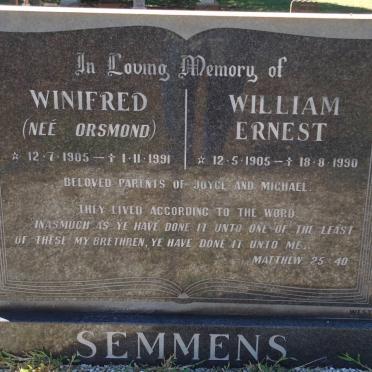 In Loving Memory of
WINIFRED
(NEÉ ORSMOND)
☆ 12·7·1905 – † 1·11·1991
WILLIAM
ERNEST
☆ 12·5·1905 – † 18·8·1990
BELOVED PARENTS OF JOYCE AND MICHAEL.
THEY LIVED ACCORDING TO THE WORD
INASMUCH AS YE HAVE DONE IT UNTO ONE OF THE LEAST
OF THESE MY BRETHREN, YE HAVE DONE IT UNTO ME.
MATTHEW 25:40
SEMMENS